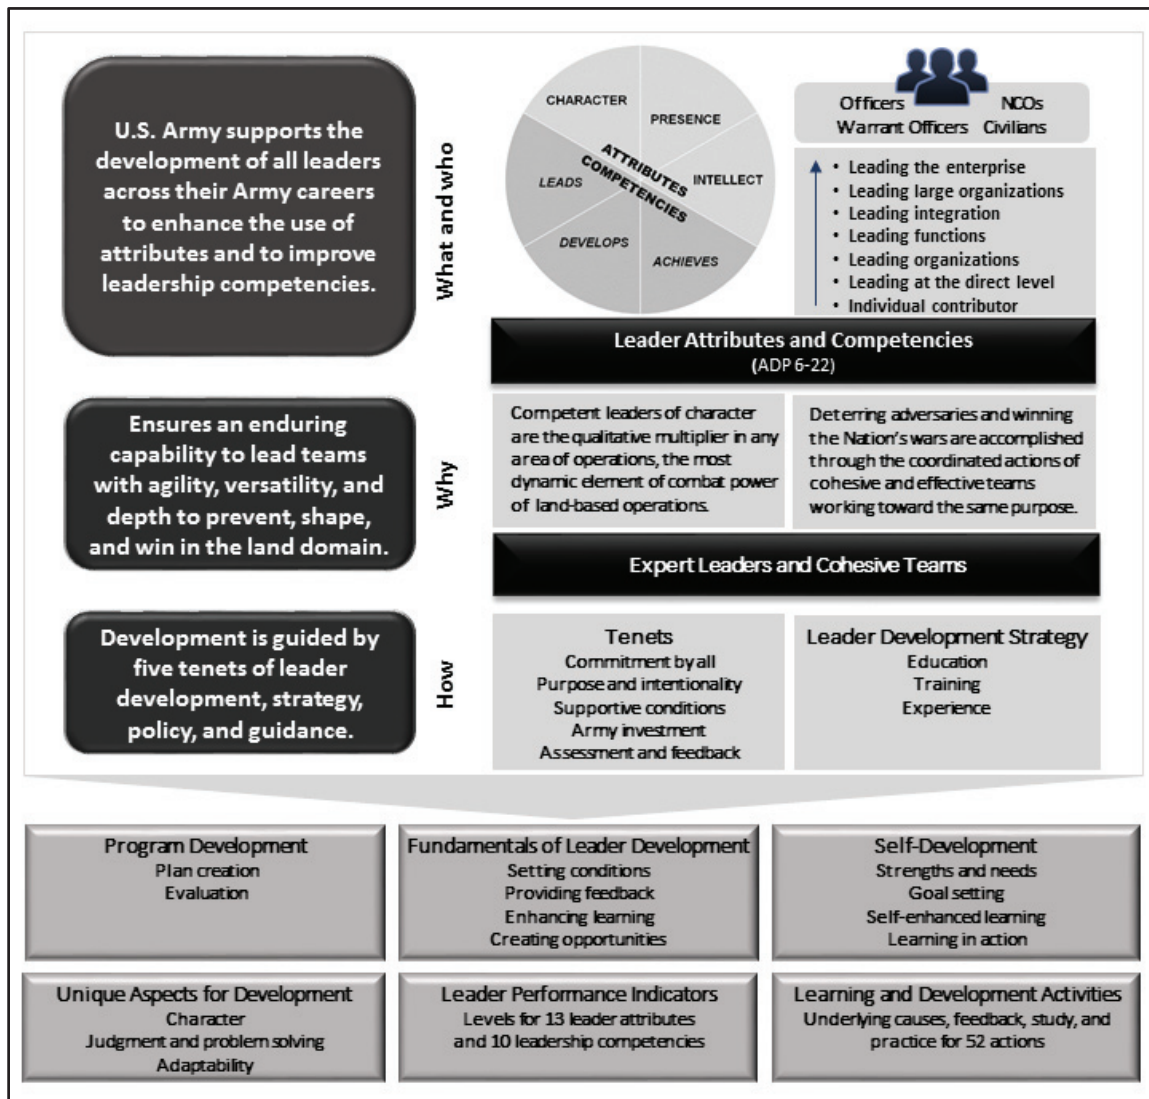 U.S. Army supports the
development of all leaders
across their Army careers
to enhance the use of
attributes and to improve
leadership competencies.
What and who
CHARACTER
PRESENCE
INTELLECT
ATTRIBUTES
COMPETENCIES
LEADS
DEVELOPS
ACHIEVES
Officers NCOs
Warrant Officers Civilians
• Leading the enterprise
• Leading large organizations
• Leading integration
• Leading functions
• Leading organizations
• Leading at the direct level
• Individual contributor
Leader Attributes and Competencies
(ADP 6-22)
Ensures an enduring
capability to lead teams
with agility, versatility, and
depth to prevent, shape,
and win in the land domain.
Why
Competent leaders of character
are the qualitative multiplier in any
area of operations, the most
dynamic element of combat power
of land-based operations.
Deterring adversaries and winning
the Nation's wars are accomplished
through the coordinated actions of
cohesive and effective teams
working toward the same purpose.
Expert Leaders and Cohesive Teams
Development is guided by
five tenets of leader
development, strategy,
policy, and guidance.
How
Tenets
Commitment by all
Purpose and intentionality
Supportive conditions
Army investment
Assessment and feedback
Leader Development Strategy
Education
Training
Experience
Program Development
Plan creation
Evaluation
Fundamentals of Leader Development
Setting conditions
Providing feedback
Enhancing learning
Creating opportunities
Self-Development
Strengths and needs
Goal setting
Self-enhanced learning
Learning in action
Unique Aspects for Development
Character
Judgment and problem solving
Adaptability
Leader Performance Indicators
Levels for 13 leader attributes
and 10 leadership competencies
Learning and Development Activities
Underlying causes, feedback, study, and
practice for 52 actions